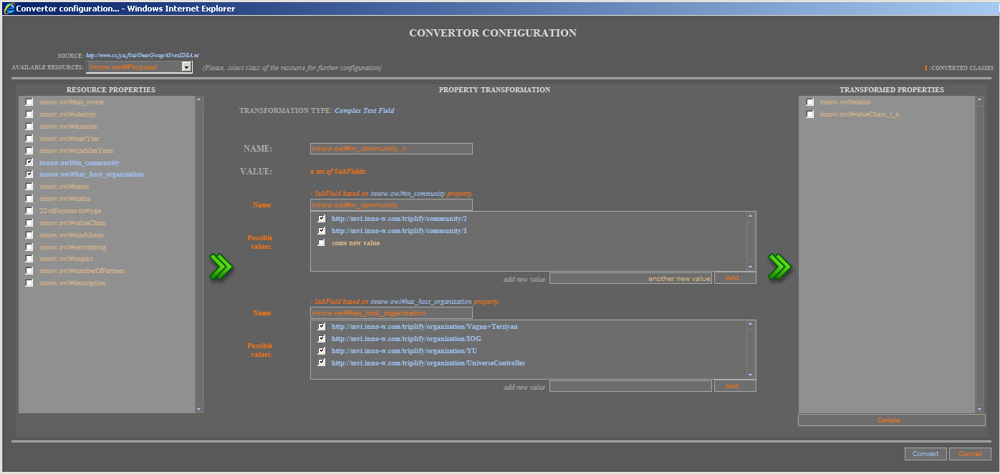 Convertor configuration... - Windows Internet Explorer
CONVERTOR CONFIGURATION
SOURCE: http://www.cs.jyu.fi/ai/OntoGroup/4I/resIDEA.nt
AVAILABLE RESOURCES: innow.owl#Proposal (Please, select class of the resource for further configuration) 1 :CONVERTED CLASSES
RESOURCE PROPERTIES
innow.owl#has_owner
innow.owl#identity
innow.owl#duration
innow.owl#startYear
innow.owl#sizeMenYears
innow.owl#in_community
innow.owl#has_host_organization
innow.owl#name
innow.owl#status
22-rdf-syntax-ns#type
innow.owl#valueChain
innow.owl#sizeMoney
innow.owl#networking
innow.owl#impact
innow.owl#numberOfPartners
innow.owl#description
PROPERTY TRANSFORMATION
TRANSFORMATION TYPE: Complex Text Field
NAME: innow.owl#in_community_n
VALUE: a set of SubFields:
- SubField based on innow.owl#in_community property.
Name: innow.owl#in_community
Possible values:
http://mvi.inno-w.com/triplify/community/2
http://mvi.inno-w.com/triplify/community/1
some new value
add new value another new value Add...
- SubField based on innow.owl#has_host_organization property.
Name: innow.owl#has_host_organization
Possible values:
http://mvi.inno-w.com/triplify/organization/Vagan+Terziyan
http://mvi.inno-w.com/triplify/organization/IOG
http://mvi.inno-w.com/triplify/organization/YU
http://mvi.inno-w.com/triplify/organization/UniverseController
add new value Add...
TRANSFORMED PROPERTIES
innow.owl#status
innow.owl#valueChain_t_n
Delete...
Convert Cancel